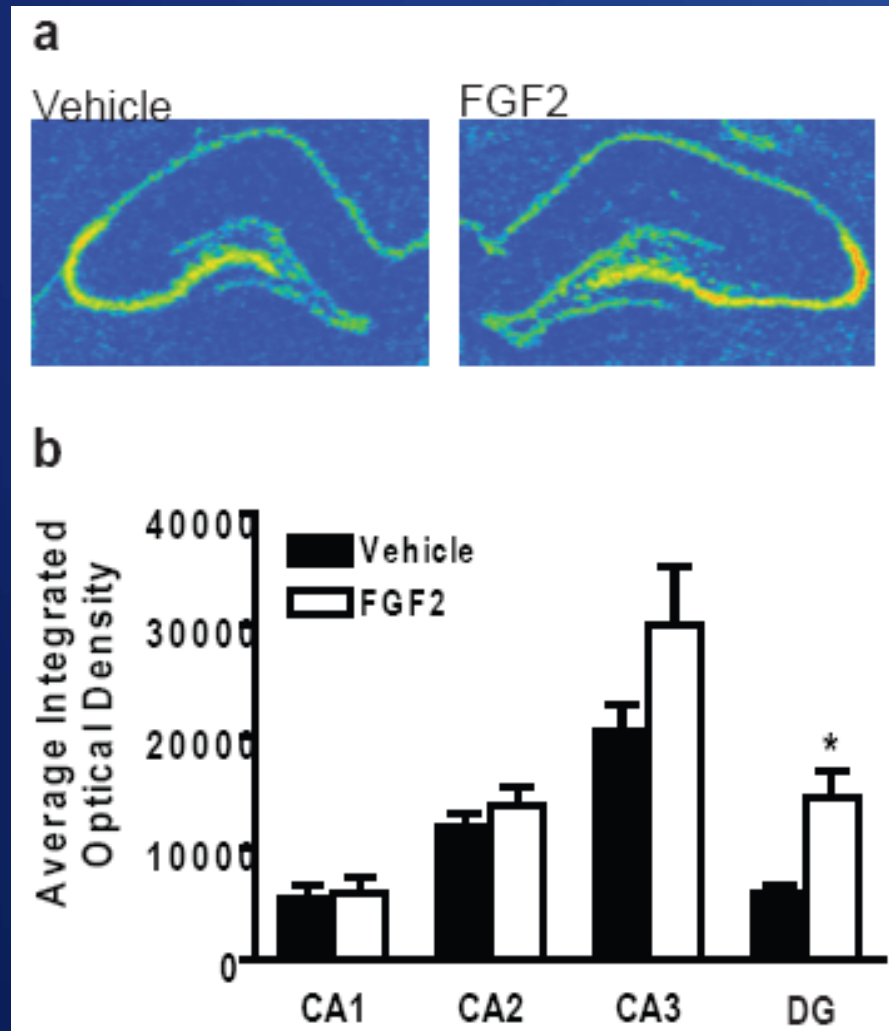 a
Vehicle
FGF2
b
Average Integrated
Optical Density
40000
30000
20000
10000
0
Vehicle
FGF2
*
CA1 CA2 CA3 DG